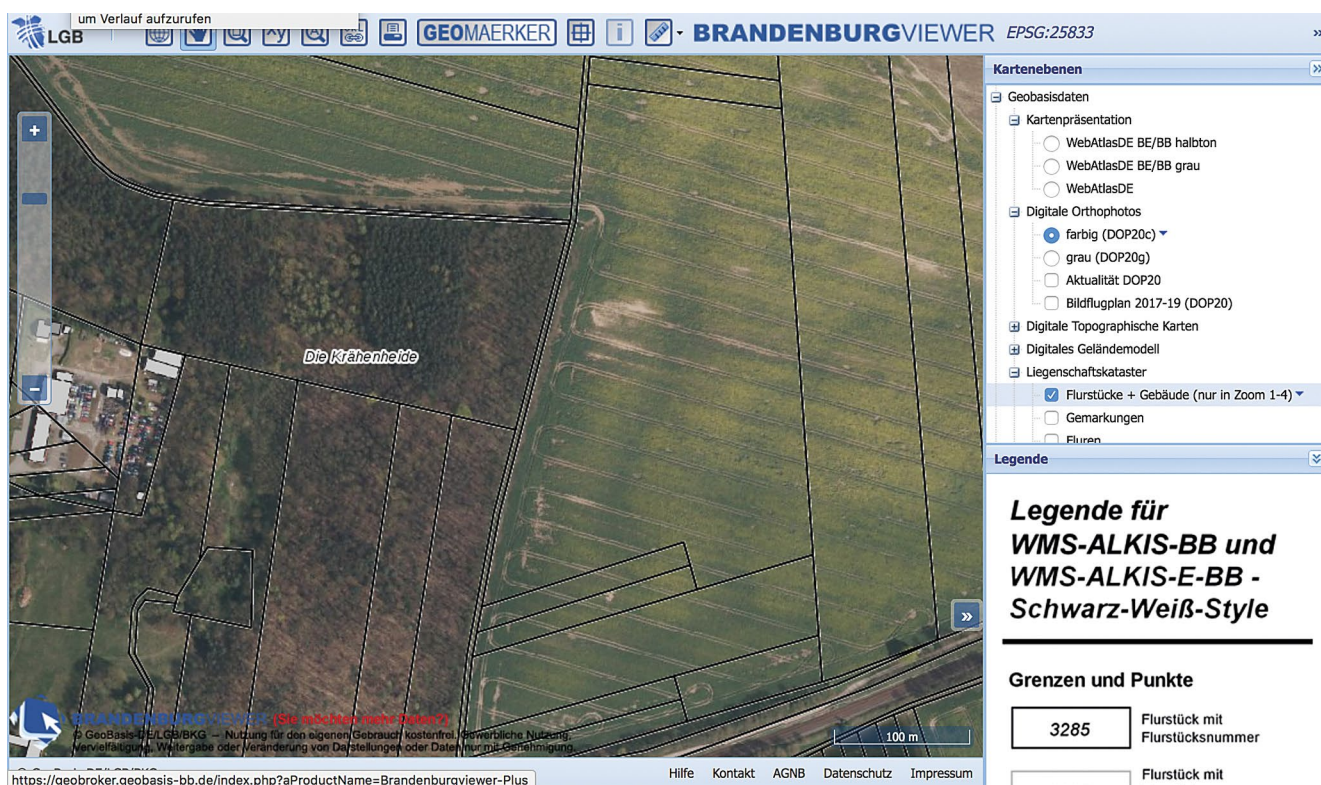 um Verlauf aufzurufen
LGB
xy
GEOMAERKER
i
BRANDENBURGVIEWER EPSG:25833
»
Kartenebenen
Geobasisdaten
Kartenpräsentation
WebAtlasDE BE/BB halbton
WebAtlasDE BE/BB grau
WebAtlasDE
Digitale Orthophotos
farbig (DOP20c)
grau (DOP20g)
Aktualität DOP20
Bildflugplan 2017-19 (DOP20)
Digitale Topographische Karten
Digitales Geländemodell
Liegenschaftskataster
Flurstücke + Gebäude (nur in Zoom 1-4)
Gemarkungen
Fluren
Die Krähenheide
Legende
Legende für
WMS-ALKIS-BB und
WMS-ALKIS-E-BB -
Schwarz-Weiß-Style
Grenzen und Punkte
3285
Flurstück mit
Flurstücksnummer
Flurstück mit
BRANDENBURGVIEWER [Sie möchten mehr Daten?]
© GeoBasis-DE/LGB/BKG – Nutzung für den eigenen Gebrauch kostenfrei. Gewerbliche Nutzung,
Vervielfältigung, Weitergabe oder Veränderung von Darstellungen oder Daten nur mit Genehmigung.
100 m
© GeoBasis-DE/LGB/BKG
https://geobroker.geobasis-bb.de/index.php?aProductName=Brandenburgviewer-Plus
Hilfe Kontakt AGNB Datenschutz Impressum